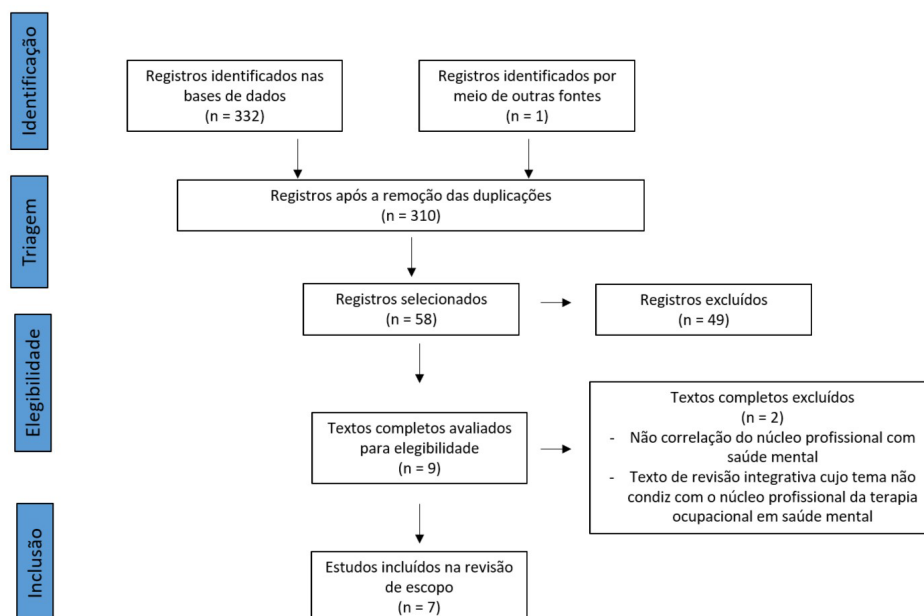 Identificação
Registros identificados nas
bases de dados
(n = 332)
Registros identificados por
meio de outras fontes
(n = 1)
Triagem
Registros após a remoção das duplicações
(n = 310)
Registros selecionados
(n = 58)
Registros excluídos
(n = 49)
Elegibilidade
Textos completos avaliados
para elegibilidade
(n = 9)
Textos completos excluídos
(n = 2)
- Não correlação do núcleo profissional com
saúde mental
- Texto de revisão integrativa cujo tema não
condiz com o núcleo profissional da terapia
ocupacional em saúde mental
Inclusão
Estudos incluídos na revisão
de escopo
(n = 7)